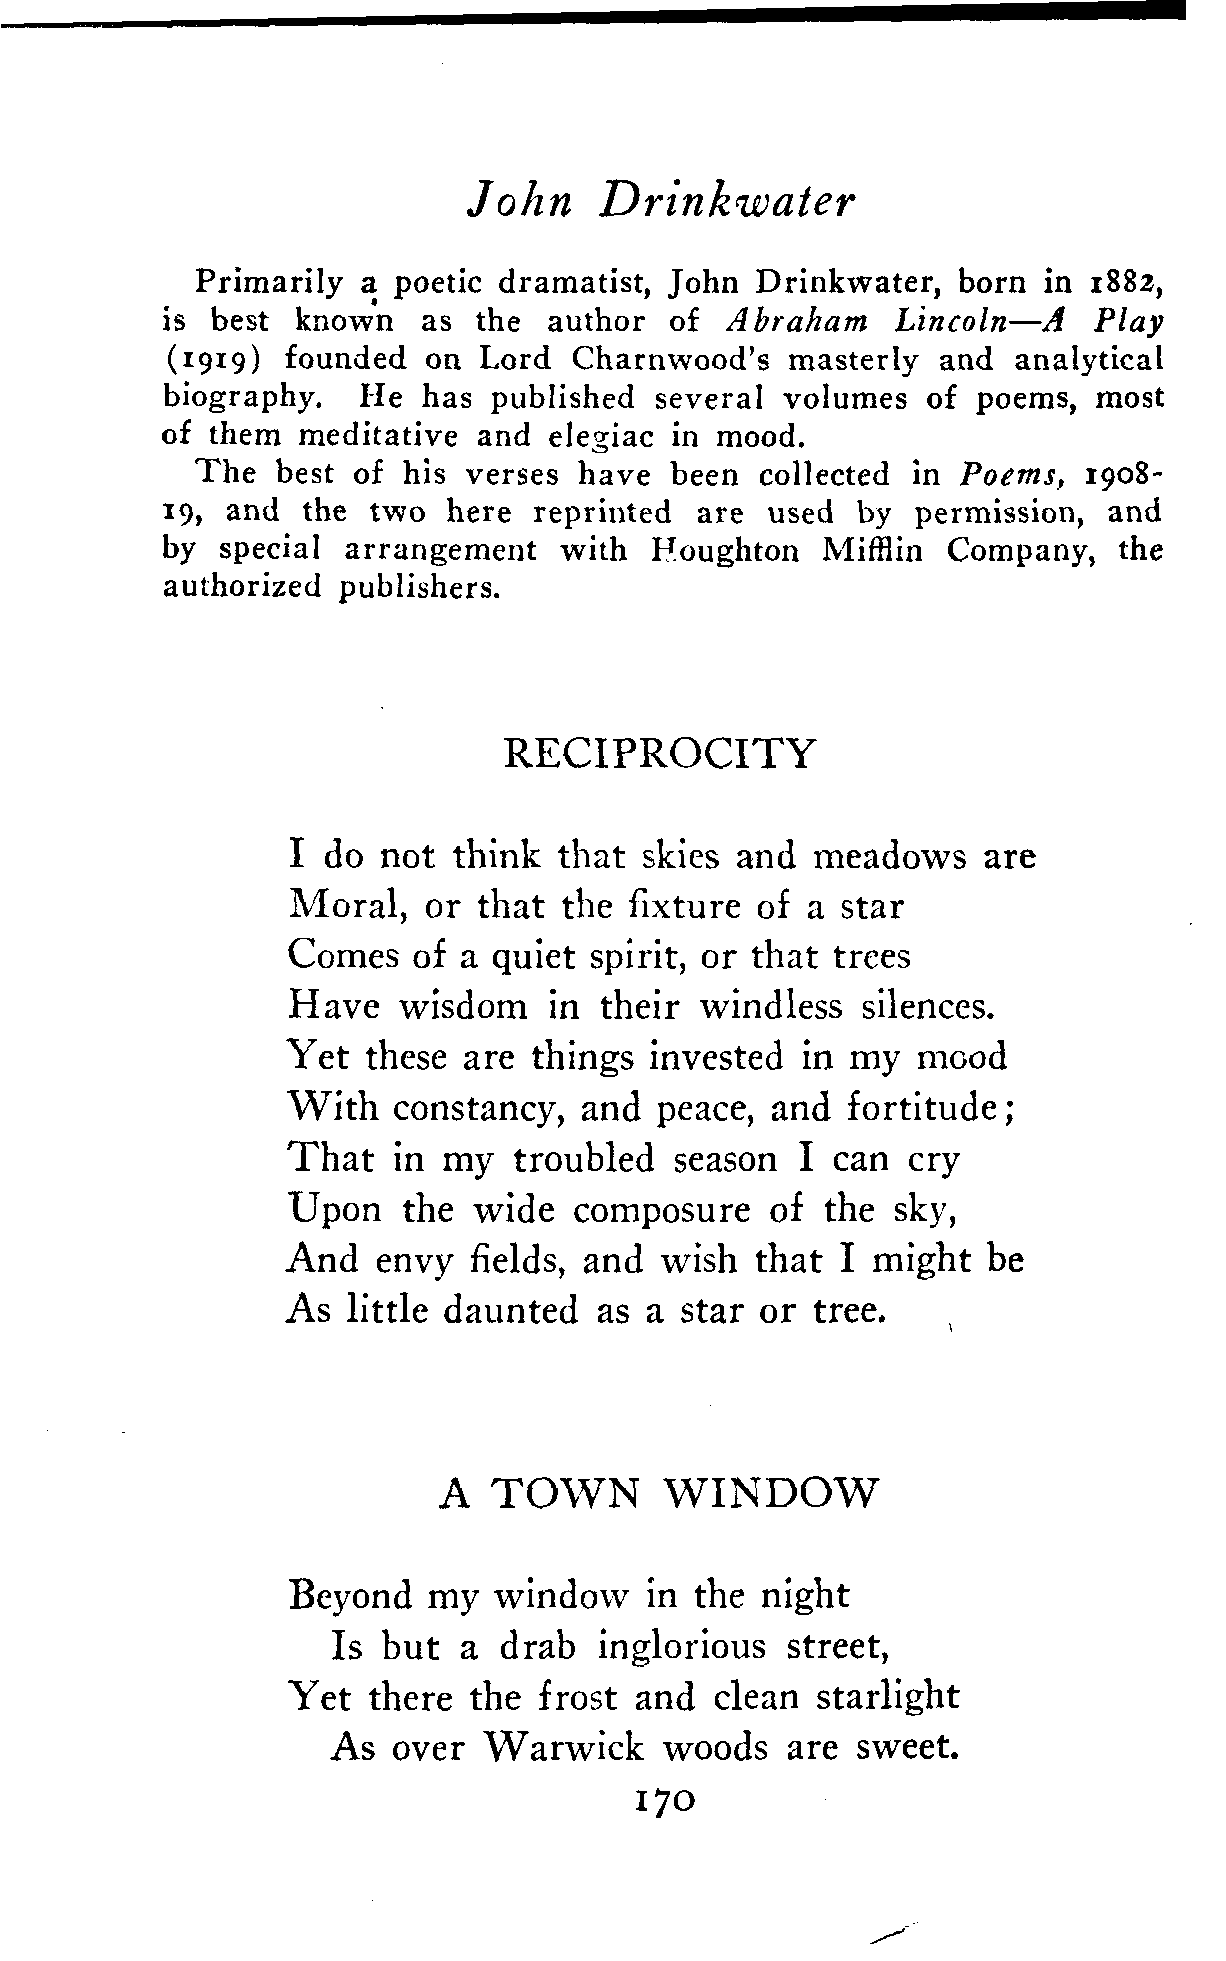 John Drinkwater
Primarily a poetic dramatist, John Drinkwater, born in 1882,
is best known as the author of Abraham Lincoln—A Play
(1919) founded on Lord Charnwood's masterly and analytical
biography. He has published several volumes of poems, most
of them meditative and elegiac in mood.
The best of his verses have been collected in Poems, 1908-
19, and the two here reprinted are used by permission, and
by special arrangement with Houghton Mifflin Company, the
authorized publishers.
RECIPROCITY
I do not think that skies and meadows are
Moral, or that the fixture of a star
Comes of a quiet spirit, or that trees
Have wisdom in their windless silences.
Yet these are things invested in my mood
With constancy, and peace, and fortitude;
That in my troubled season I can cry
Upon the wide composure of the sky,
And envy fields, and wish that I might be
As little daunted as a star or tree.
A TOWN WINDOW
Beyond my window in the night
Is but a drab inglorious street,
Yet there the frost and clean starlight
As over Warwick woods are sweet.
170